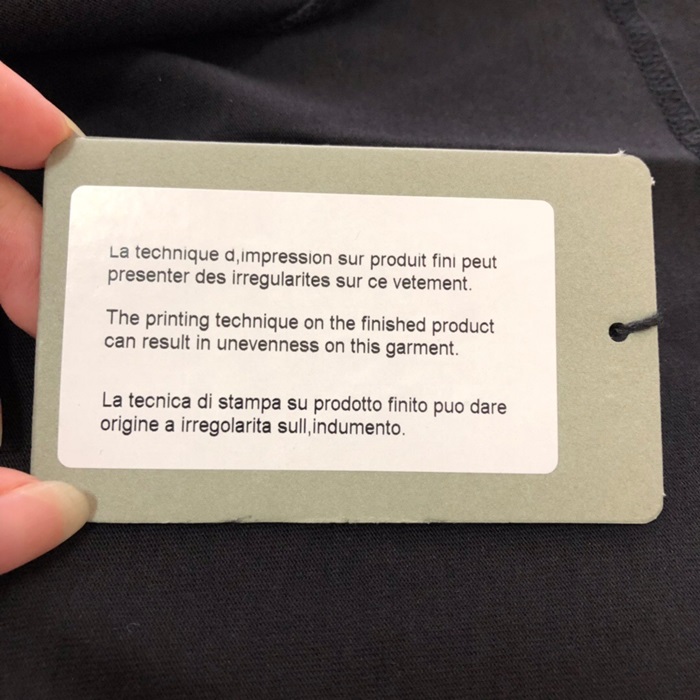 La technique d,impression sur produit fini peut
presenter des irregularites sur ce vetement.
The printing technique on the finished product
can result in unevenness on this garment.
La tecnica di stampa su prodotto finito puo dare
origine a irregolarita sull,indumento.